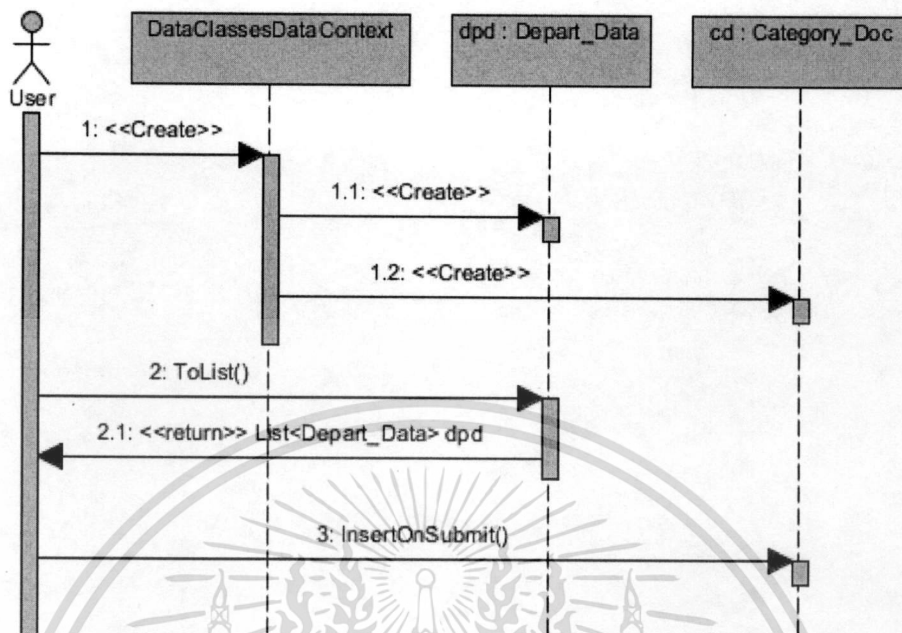 DataClassesDataContext
dpd : Depart_Data
cd : Category_Doc
User
1: <<Create>>
1.1: <<Create>>
1.2: <<Create>>
2: ToList()
2.1: <<return>> List<Depart_Data> dpd
3: InsertOnSubmit()